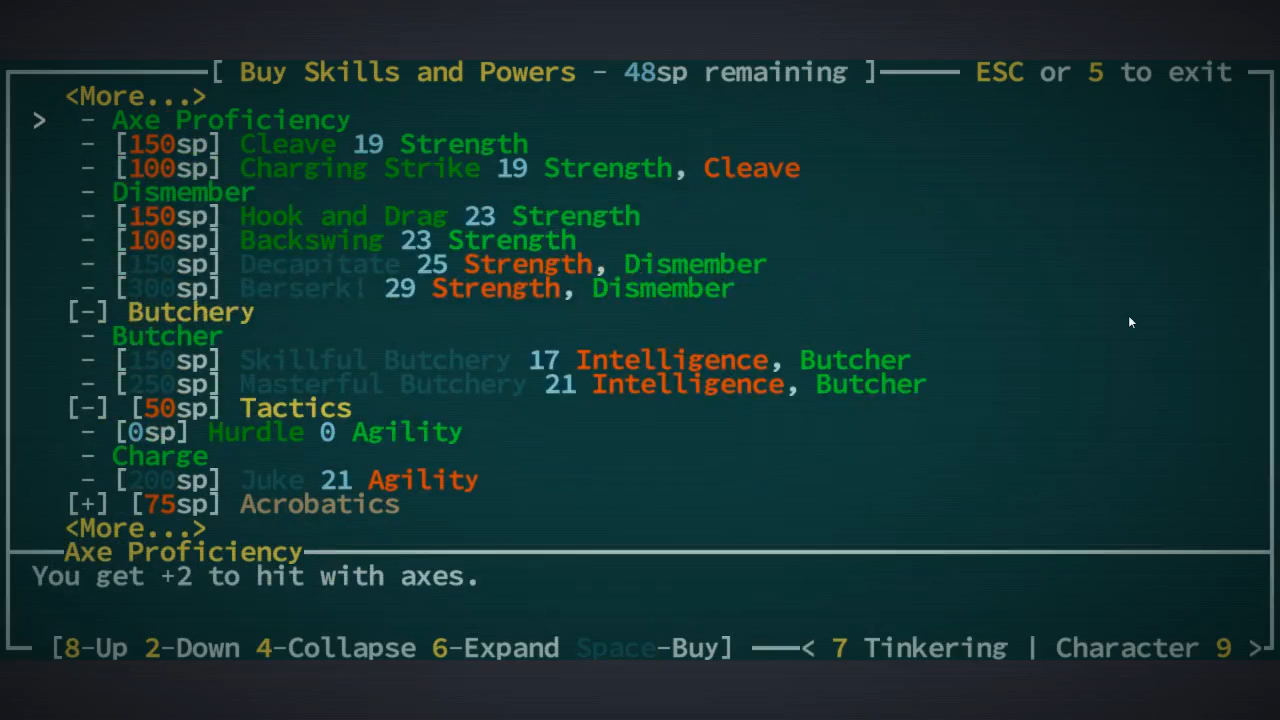 [ Buy Skills and Powers - 48sp remaining ] ESC or 5 to exit
<More...>
> - Axe Proficiency
- [150sp] Cleave 19 Strength
- [100sp] Charging Strike 19 Strength, Cleave
- Dismember
- [150sp] Hook and Drag 23 Strength
- [100sp] Backswing 23 Strength
- [150sp] Decapitate 25 Strength, Dismember
- [300sp] Berserk! 29 Strength, Dismember
[-] Butchery
- Butcher
- [150sp] Skillful Butchery 17 Intelligence, Butcher
- [250sp] Masterful Butchery 21 Intelligence, Butcher
[-] [50sp] Tactics
- [0sp] Hurdle 0 Agility
- Charge
- [200sp] Juke 21 Agility
[+] [75sp] Acrobatics
<More...>
Axe Proficiency
You get +2 to hit with axes.
[8-Up 2-Down 4-Collapse 6-Expand Space-Buy] < 7 Tinkering | Character 9 >